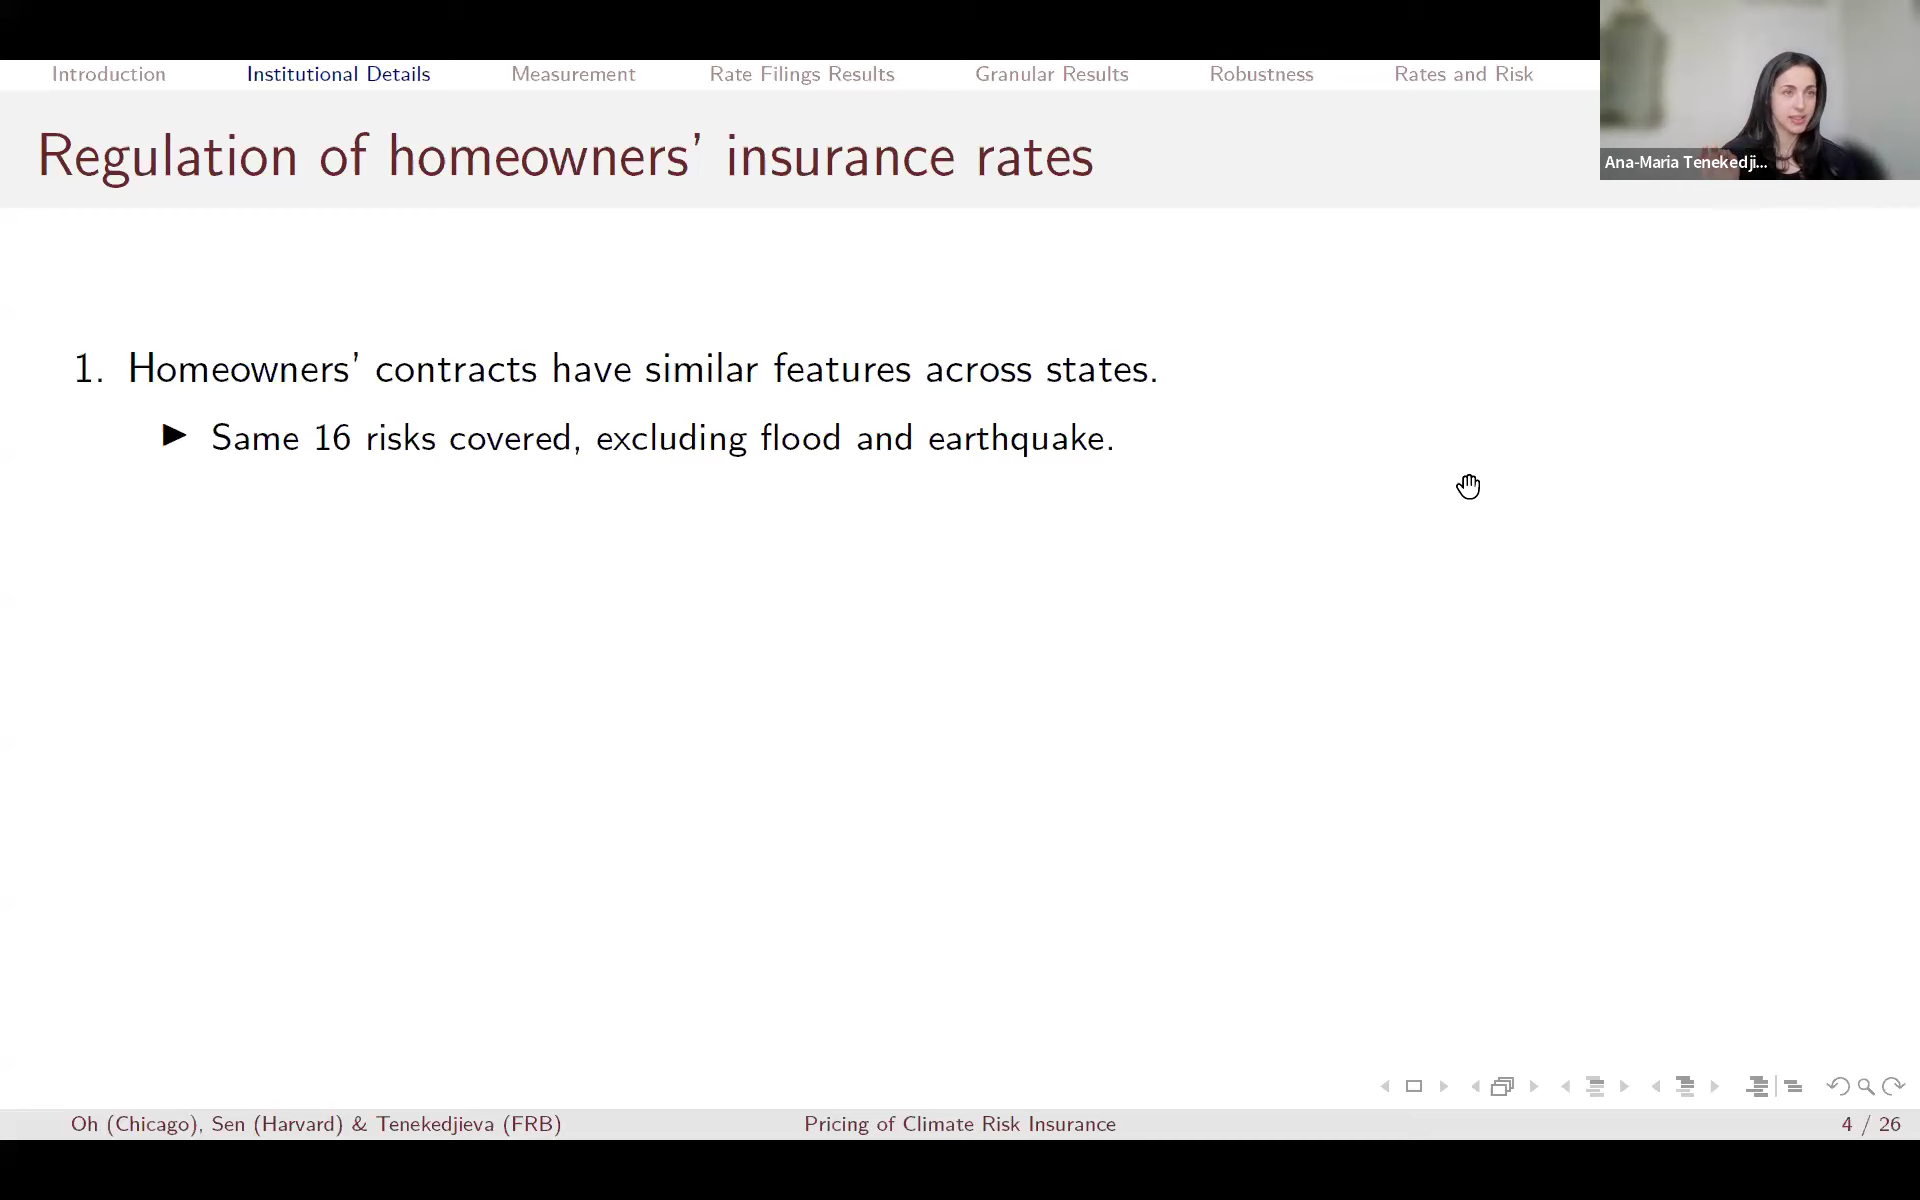 Introduction Institutional Details Measurement Rate Filings Results Granular Results Robustness Rates and Risk
Regulation of homeowners' insurance rates
Ana-Maria Tenekedji...
1. Homeowners' contracts have similar features across states.
▶ Same 16 risks covered, excluding flood and earthquake.
Oh (Chicago), Sen (Harvard) & Tenekedjieva (FRB) Pricing of Climate Risk Insurance 4 / 26